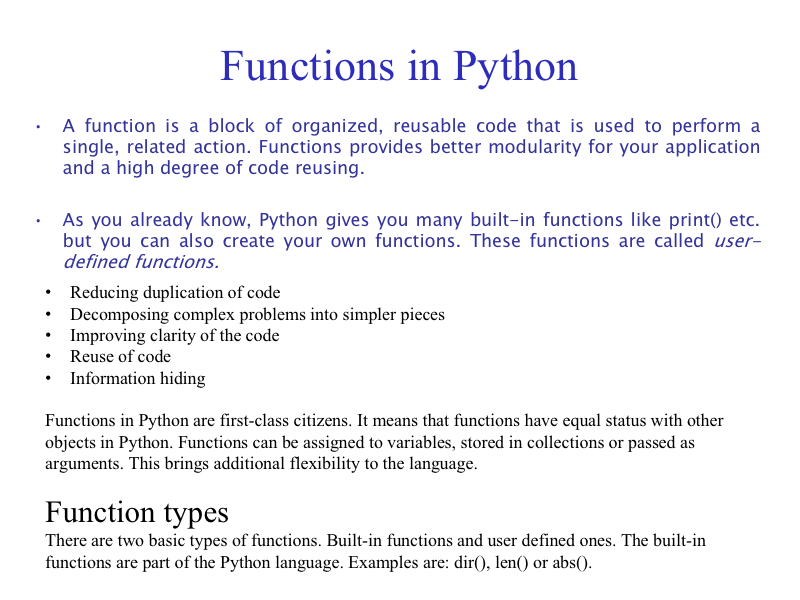 Functions in Python
• A function is a block of organized, reusable code that is used to perform a
single, related action. Functions provides better modularity for your application
and a high degree of code reusing.
• As you already know, Python gives you many built-in functions like print() etc.
but you can also create your own functions. These functions are called user-
defined functions.
• Reducing duplication of code
• Decomposing complex problems into simpler pieces
• Improving clarity of the code
• Reuse of code
• Information hiding
Functions in Python are first-class citizens. It means that functions have equal status with other
objects in Python. Functions can be assigned to variables, stored in collections or passed as
arguments. This brings additional flexibility to the language.
Function types
There are two basic types of functions. Built-in functions and user defined ones. The built-in
functions are part of the Python language. Examples are: dir(), len() or abs().